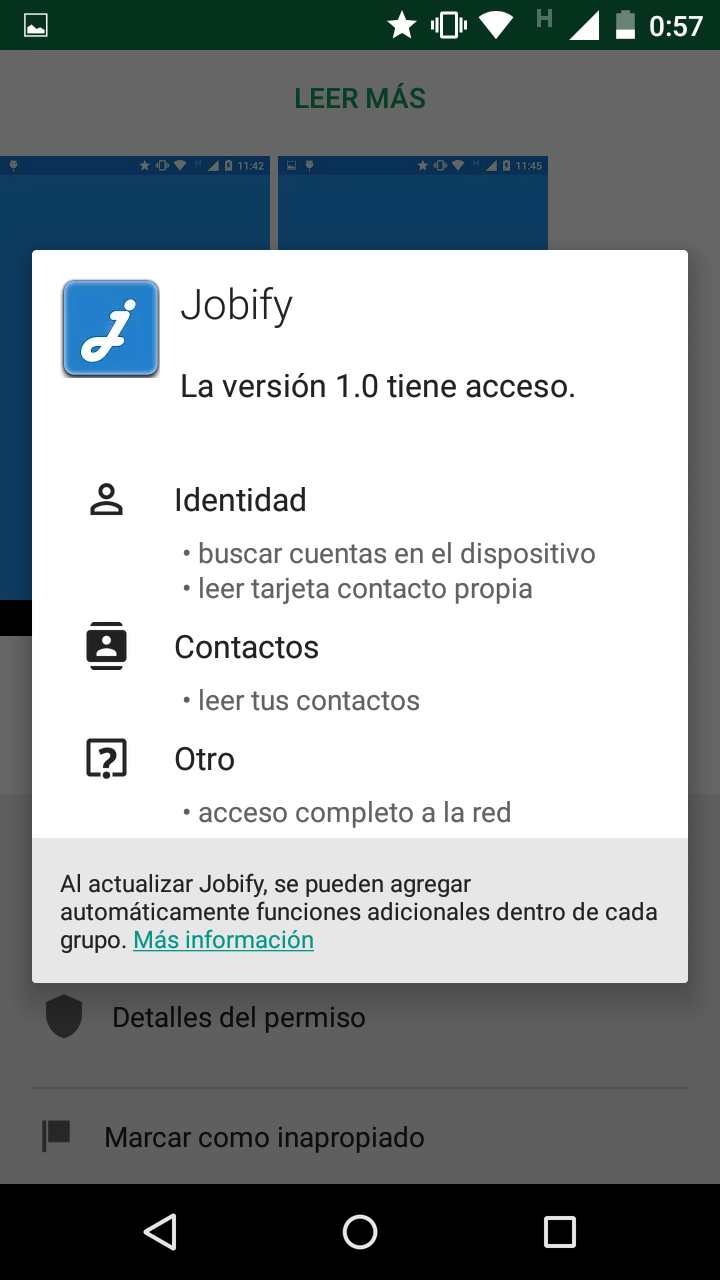 H 0:57
LEER MÁS
H 11:42
H 11:45
Jobify
La versión 1.0 tiene acceso.
Identidad
• buscar cuentas en el dispositivo
• leer tarjeta contacto propia
Contactos
• leer tus contactos
Otro
• acceso completo a la red
Al actualizar Jobify, se pueden agregar
automáticamente funciones adicionales dentro de cada
grupo. Más información
Detalles del permiso
Marcar como inapropiado